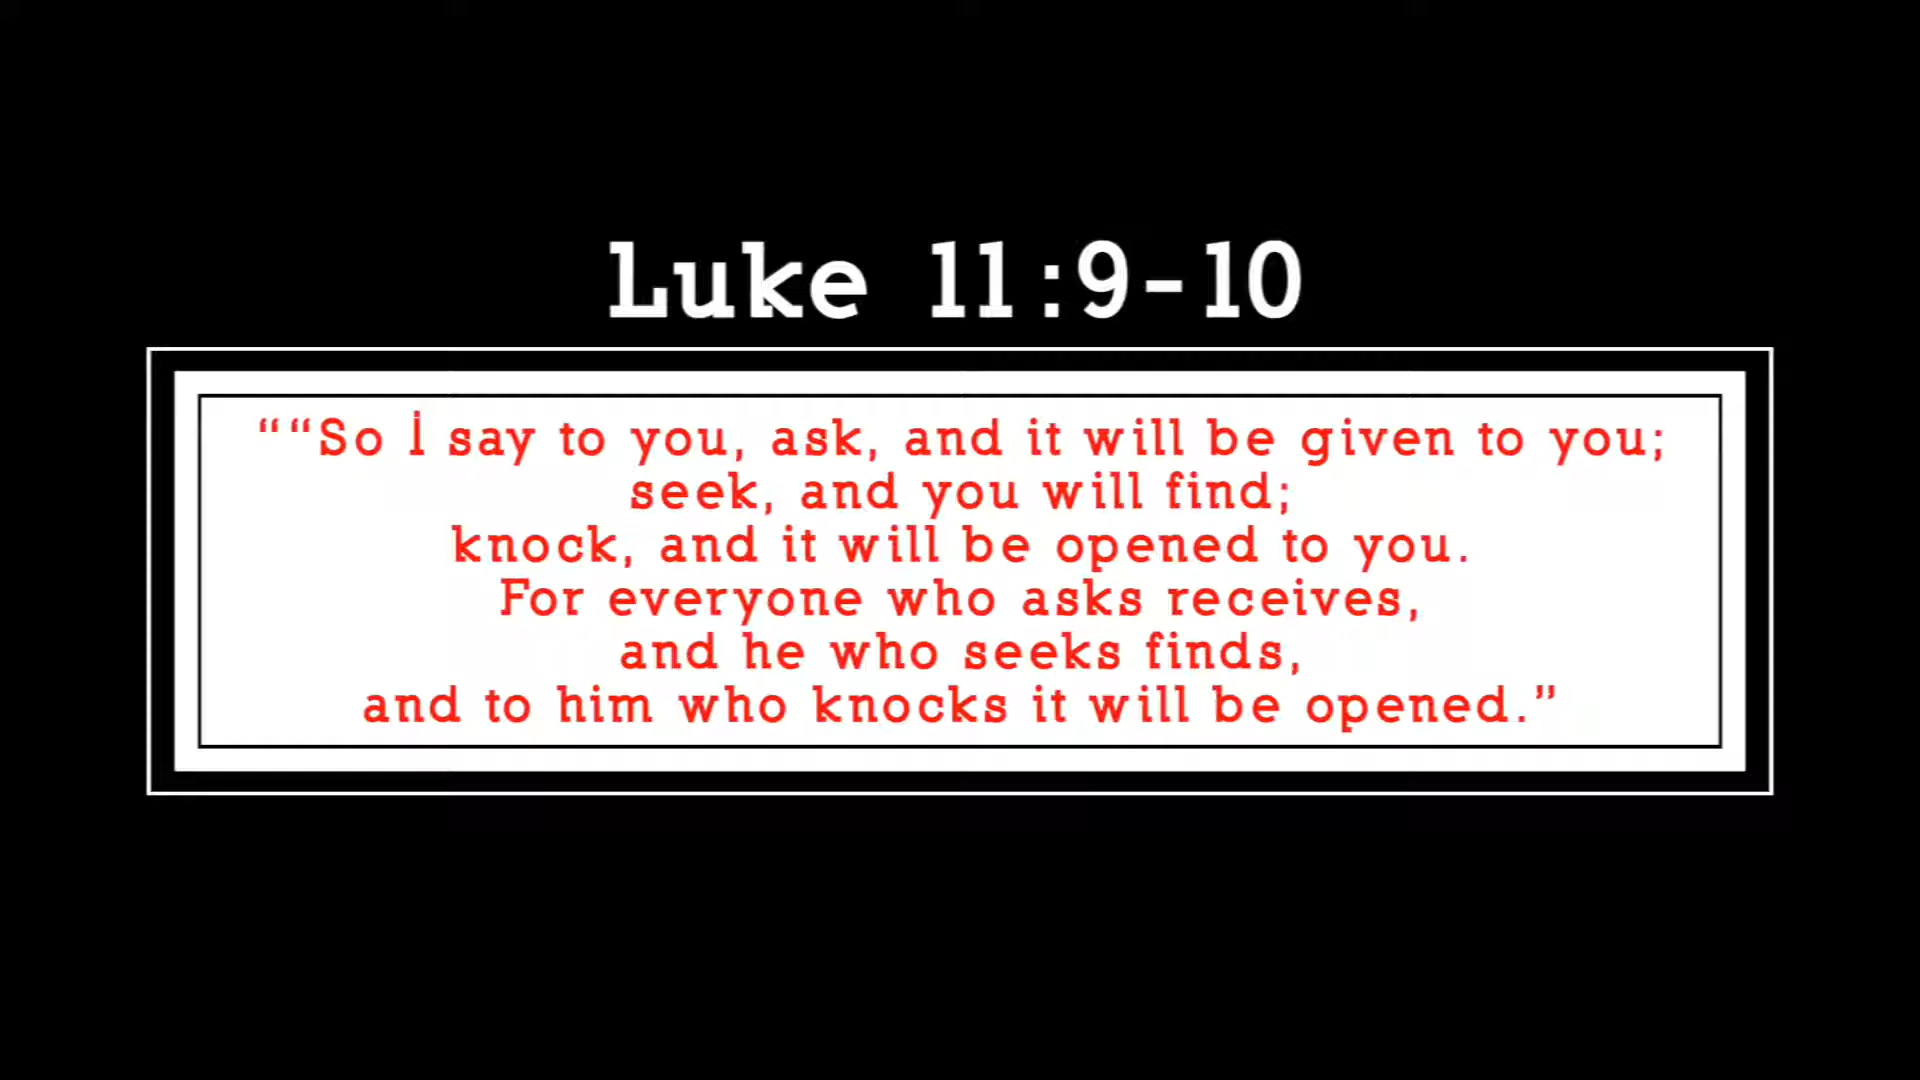 Luke 11:9-10
““So I say to you, ask, and it will be given to you;
seek, and you will find;
knock, and it will be opened to you.
For everyone who asks receives,
and he who seeks finds,
and to him who knocks it will be opened.”